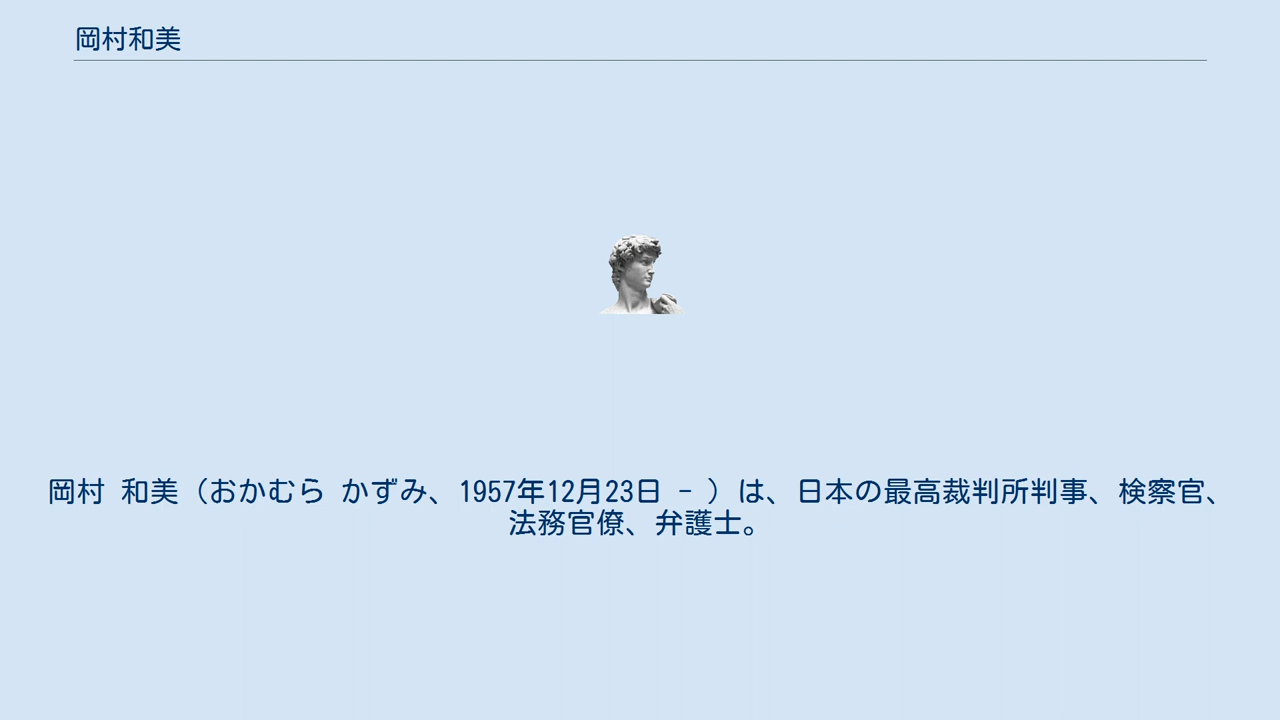 岡村和美
岡村 和美（おかむら かずみ、1957年12月23日 - ）は、日本の最高裁判所判事、検察官、
法務官僚、弁護士。